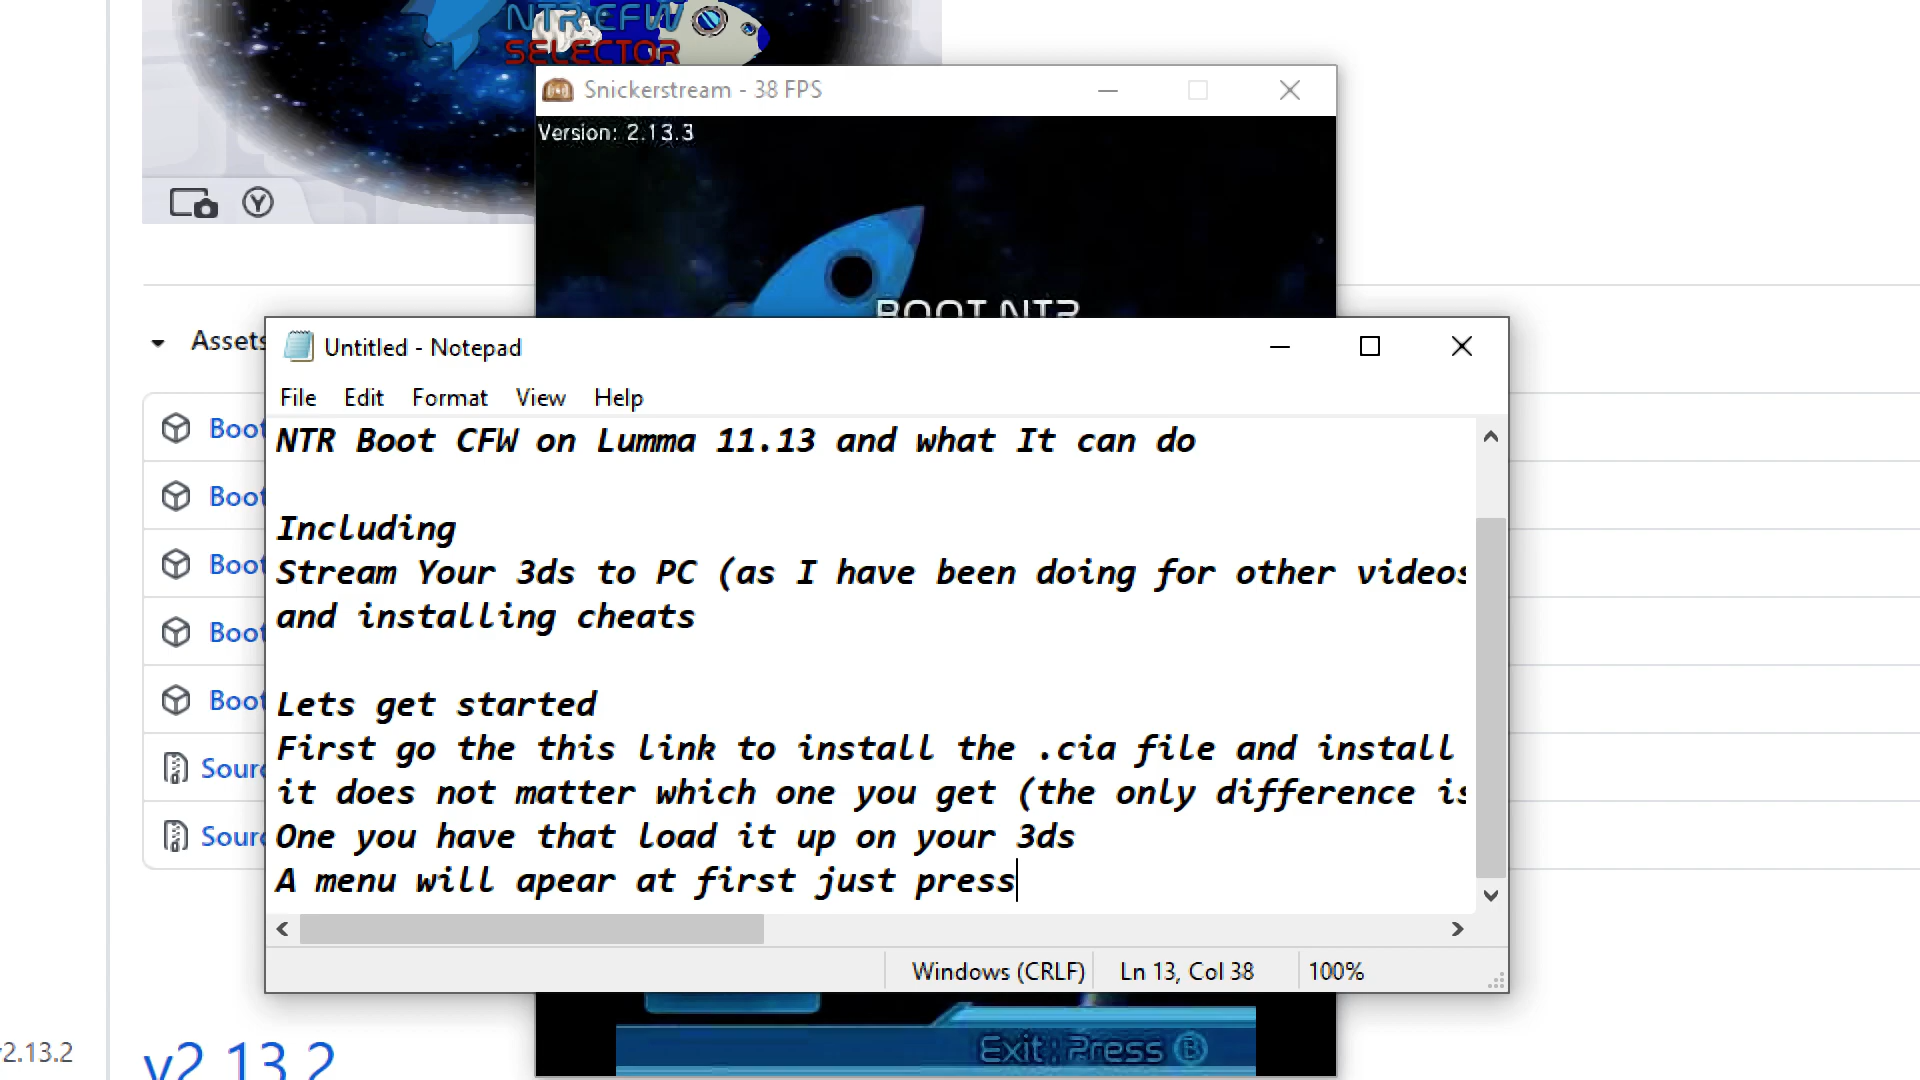 NTR CFW
SELECTOR
Snickerstream - 38 FPS
Version: 2.13.3
Y
BOOT NTR
Assets
Untitled - Notepad
File Edit Format View Help
Boot
Boot
Boot
Boot
Boot
Sourc
Sourc
NTR Boot CFW on Lumma 11.13 and what It can do
Including
Stream Your 3ds to PC (as I have been doing for other videos
and installing cheats
Lets get started
First go the this link to install the .cia file and install
it does not matter which one you get (the only difference is
One you have that load it up on your 3ds
A menu will apear at first just press
Windows (CRLF) Ln 13, Col 38 100%
Exit: Press B
v2.13.2
v2.13.2